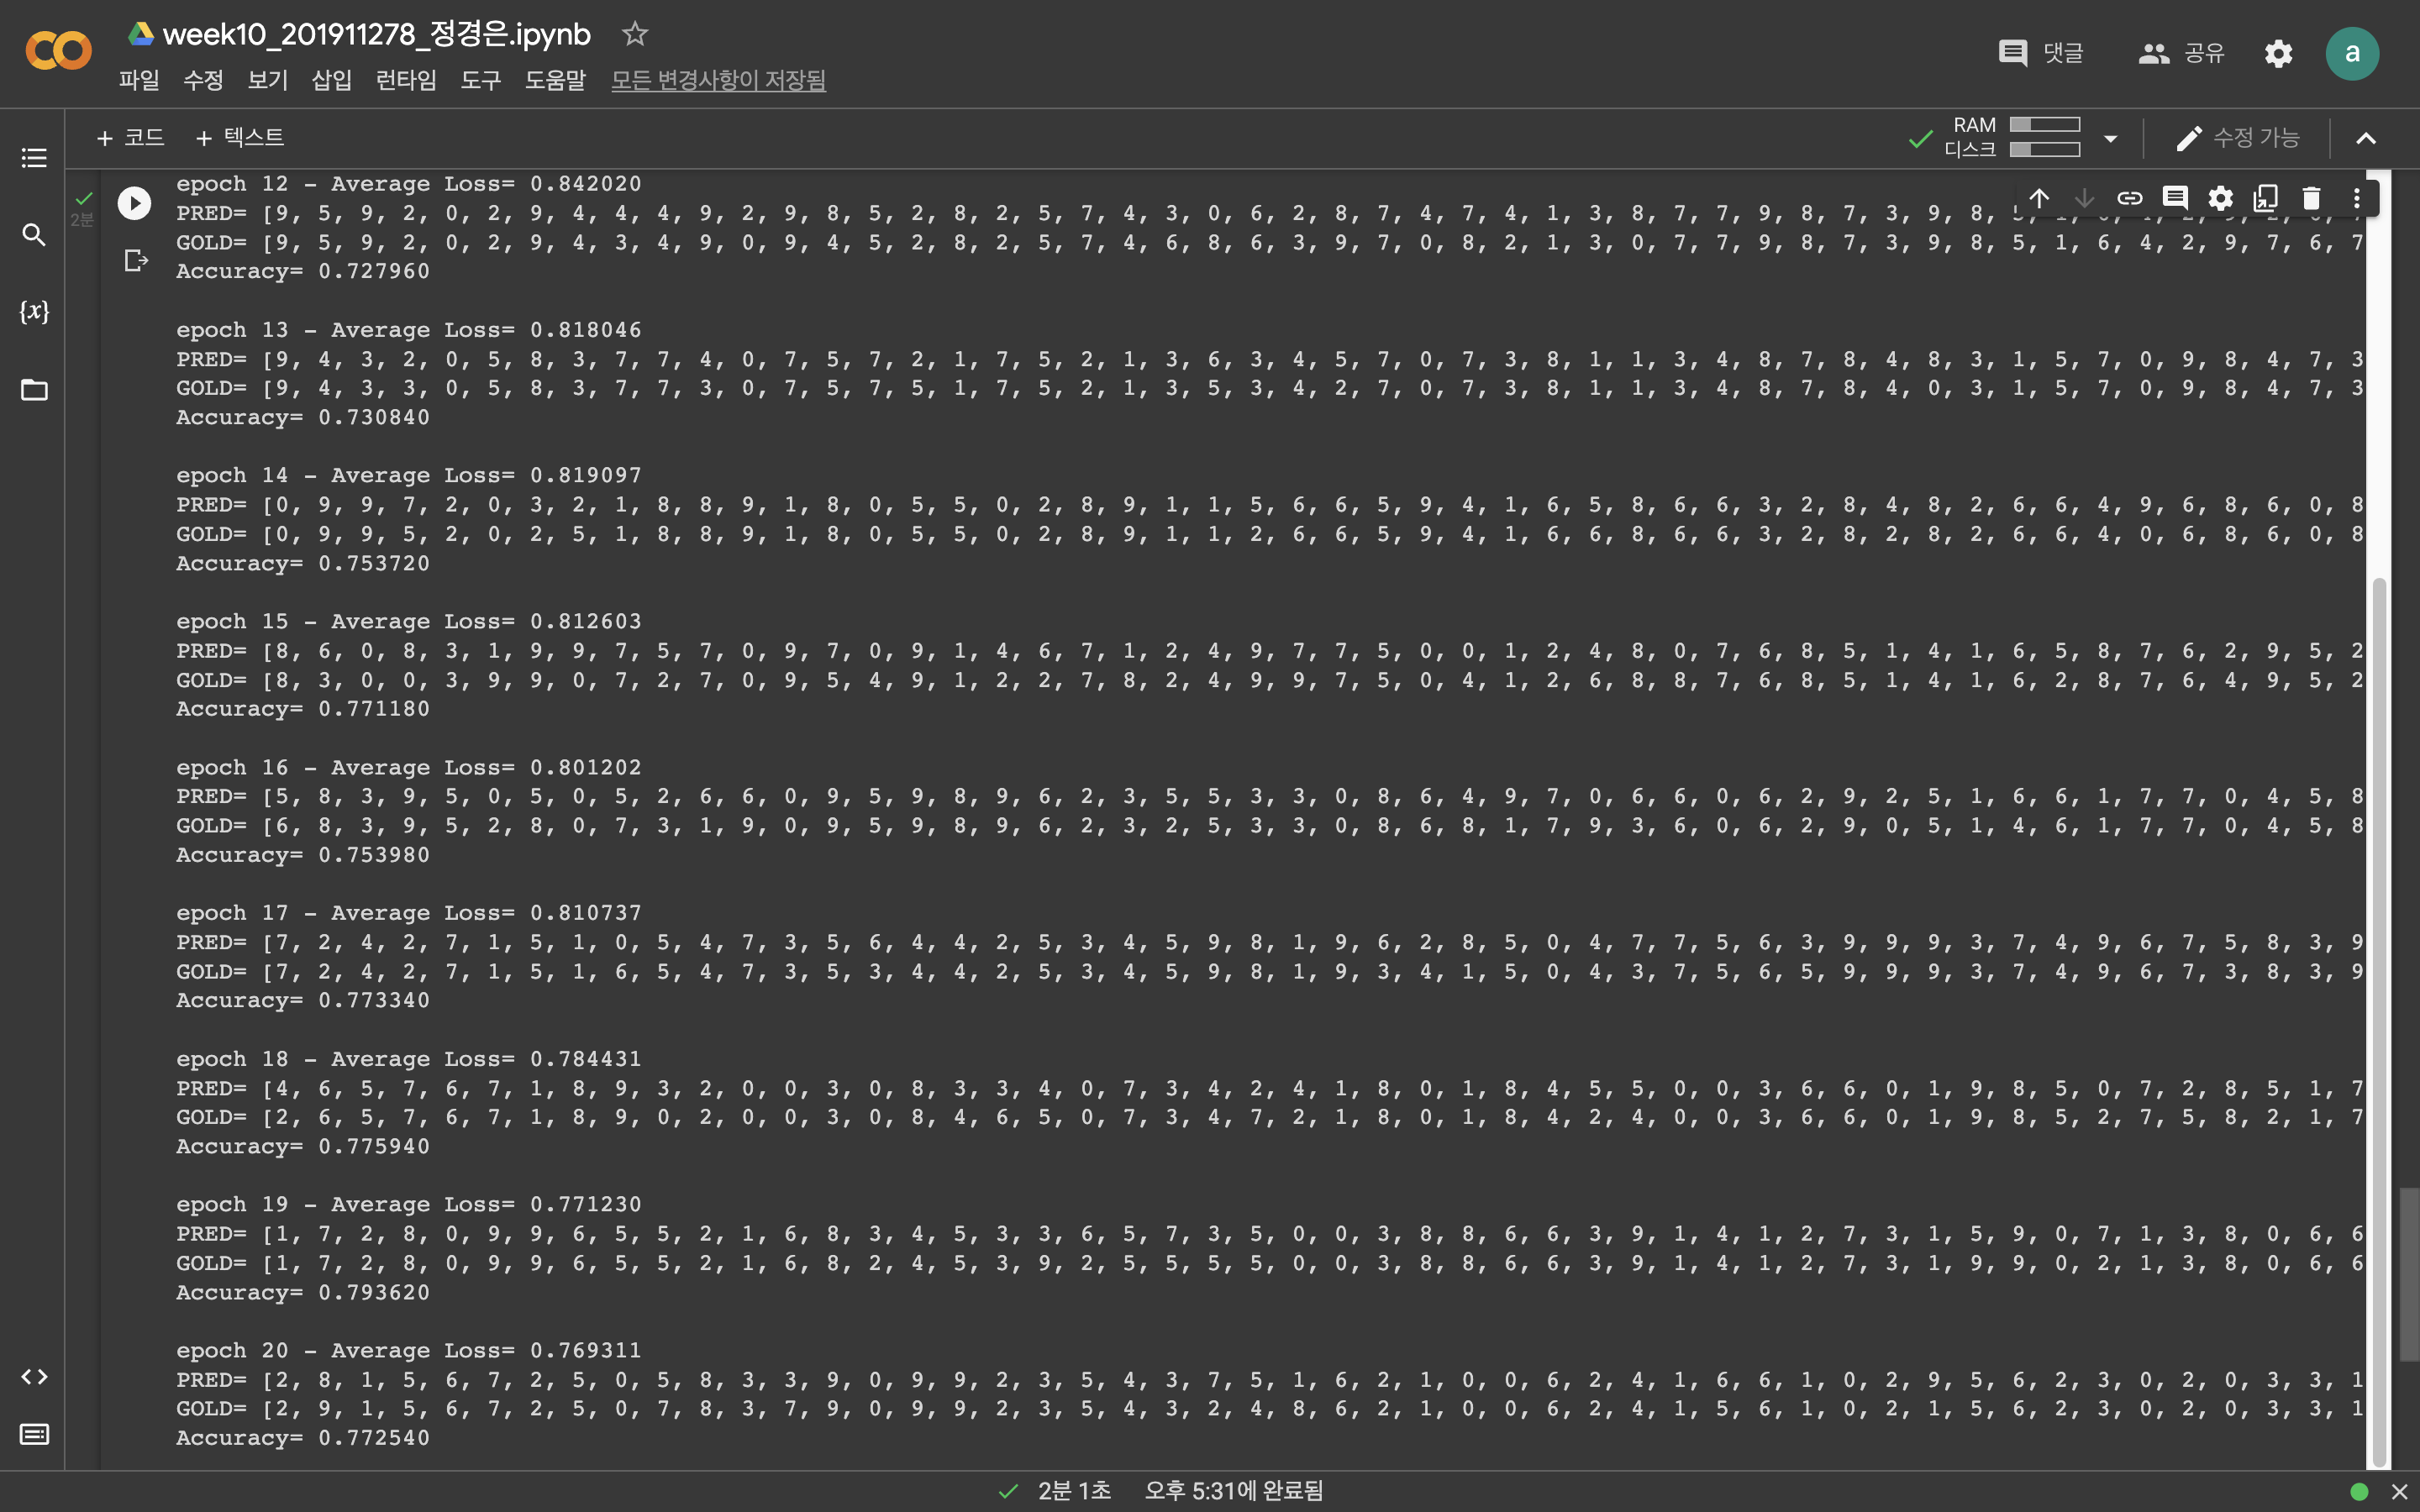 week10_201911278_정경은.ipynb
파일 수정 보기 삽입 런타임 도구 도움말 모든 변경사항이 저장됨
댓글 공유 a
+ 코드 + 텍스트
RAM
디스크
수정 가능
2분
epoch 12 - Average Loss= 0.842020
PRED= [9, 5, 9, 2, 0, 2, 9, 4, 4, 4, 9, 2, 9, 8, 5, 2, 8, 2, 5, 7, 4, 3, 0, 6, 2, 8, 7, 4, 7, 4, 1, 3, 8, 7, 7, 9, 8, 7, 3, 9, 8,
GOLD= [9, 5, 9, 2, 0, 2, 9, 4, 3, 4, 9, 0, 9, 4, 5, 2, 8, 2, 5, 7, 4, 6, 8, 6, 3, 9, 7, 0, 8, 2, 1, 3, 0, 7, 7, 9, 8, 7, 3, 9, 8, 5, 1, 6, 4, 2, 9, 7, 6, 7
Accuracy= 0.727960
epoch 13 - Average Loss= 0.818046
PRED= [9, 4, 3, 2, 0, 5, 8, 3, 7, 7, 4, 0, 7, 5, 7, 2, 1, 7, 5, 2, 1, 3, 6, 3, 4, 5, 7, 0, 7, 3, 8, 1, 1, 3, 4, 8, 7, 8, 4, 8, 3, 1, 5, 7, 0, 9, 8, 4, 7, 3
GOLD= [9, 4, 3, 3, 0, 5, 8, 3, 7, 7, 3, 0, 7, 5, 7, 5, 1, 7, 5, 2, 1, 3, 5, 3, 4, 2, 7, 0, 7, 3, 8, 1, 1, 3, 4, 8, 7, 8, 4, 0, 3, 1, 5, 7, 0, 9, 8, 4, 7, 3
Accuracy= 0.730840
epoch 14 - Average Loss= 0.819097
PRED= [0, 9, 9, 7, 2, 0, 3, 2, 1, 8, 8, 9, 1, 8, 0, 5, 5, 0, 2, 8, 9, 1, 1, 5, 6, 6, 5, 9, 4, 1, 6, 5, 8, 6, 6, 3, 2, 8, 4, 8, 2, 6, 6, 4, 9, 6, 8, 6, 0, 8
GOLD= [0, 9, 9, 5, 2, 0, 2, 5, 1, 8, 8, 9, 1, 8, 0, 5, 5, 0, 2, 8, 9, 1, 1, 2, 6, 6, 5, 9, 4, 1, 6, 6, 8, 6, 6, 3, 2, 8, 2, 8, 2, 6, 6, 4, 0, 6, 8, 6, 0, 8
Accuracy= 0.753720
epoch 15 - Average Loss= 0.812603
PRED= [8, 6, 0, 8, 3, 1, 9, 9, 7, 5, 7, 0, 9, 7, 0, 9, 1, 4, 6, 7, 1, 2, 4, 9, 7, 7, 5, 0, 0, 1, 2, 4, 8, 0, 7, 6, 8, 5, 1, 4, 1, 6, 5, 8, 7, 6, 2, 9, 5, 2
GOLD= [8, 3, 0, 0, 3, 9, 9, 0, 7, 2, 7, 0, 9, 5, 4, 9, 1, 2, 2, 7, 8, 2, 4, 9, 9, 7, 5, 0, 4, 1, 2, 6, 8, 8, 7, 6, 8, 5, 1, 4, 1, 6, 2, 8, 7, 6, 4, 9, 5, 2
Accuracy= 0.771180
epoch 16 - Average Loss= 0.801202
PRED= [5, 8, 3, 9, 5, 0, 5, 0, 5, 2, 6, 6, 0, 9, 5, 9, 8, 9, 6, 2, 3, 5, 5, 3, 3, 0, 8, 6, 4, 9, 7, 0, 6, 6, 0, 6, 2, 9, 2, 5, 1, 6, 6, 1, 7, 7, 0, 4, 5, 8
GOLD= [6, 8, 3, 9, 5, 2, 8, 0, 7, 3, 1, 9, 0, 9, 5, 9, 8, 9, 6, 2, 3, 2, 5, 3, 3, 0, 8, 6, 8, 1, 7, 9, 3, 6, 0, 6, 2, 9, 0, 5, 1, 4, 6, 1, 7, 7, 0, 4, 5, 8
Accuracy= 0.753980
epoch 17 - Average Loss= 0.810737
PRED= [7, 2, 4, 2, 7, 1, 5, 1, 0, 5, 4, 7, 3, 5, 6, 4, 4, 2, 5, 3, 4, 5, 9, 8, 1, 9, 6, 2, 8, 5, 0, 4, 7, 7, 5, 6, 3, 9, 9, 9, 3, 7, 4, 9, 6, 7, 5, 8, 3, 9
GOLD= [7, 2, 4, 2, 7, 1, 5, 1, 6, 5, 4, 7, 3, 5, 3, 4, 4, 2, 5, 3, 4, 5, 9, 8, 1, 9, 3, 4, 1, 5, 0, 4, 3, 7, 5, 6, 5, 9, 9, 9, 3, 7, 4, 9, 6, 7, 3, 8, 3, 9
Accuracy= 0.773340
epoch 18 - Average Loss= 0.784431
PRED= [4, 6, 5, 7, 6, 7, 1, 8, 9, 3, 2, 0, 0, 3, 0, 8, 3, 3, 4, 0, 7, 3, 4, 2, 4, 1, 8, 0, 1, 8, 4, 5, 5, 0, 0, 3, 6, 6, 0, 1, 9, 8, 5, 0, 7, 2, 8, 5, 1, 7
GOLD= [2, 6, 5, 7, 6, 7, 1, 8, 9, 0, 2, 0, 0, 3, 0, 8, 4, 6, 5, 0, 7, 3, 4, 7, 2, 1, 8, 0, 1, 8, 4, 2, 4, 0, 0, 3, 6, 6, 0, 1, 9, 8, 5, 2, 7, 5, 8, 2, 1, 7
Accuracy= 0.775940
epoch 19 - Average Loss= 0.771230
PRED= [1, 7, 2, 8, 0, 9, 9, 6, 5, 5, 2, 1, 6, 8, 3, 4, 5, 3, 3, 6, 5, 7, 3, 5, 0, 0, 3, 8, 8, 6, 6, 3, 9, 1, 4, 1, 2, 7, 3, 1, 5, 9, 0, 7, 1, 3, 8, 0, 6, 6
GOLD= [1, 7, 2, 8, 0, 9, 9, 6, 5, 5, 2, 1, 6, 8, 2, 4, 5, 3, 9, 2, 5, 5, 5, 5, 0, 0, 3, 8, 8, 6, 6, 3, 9, 1, 4, 1, 2, 7, 3, 1, 9, 9, 0, 2, 1, 3, 8, 0, 6, 6
Accuracy= 0.793620
epoch 20 - Average Loss= 0.769311
PRED= [2, 8, 1, 5, 6, 7, 2, 5, 0, 5, 8, 3, 3, 9, 0, 9, 9, 2, 3, 5, 4, 3, 7, 5, 1, 6, 2, 1, 0, 0, 6, 2, 4, 1, 6, 6, 1, 0, 2, 9, 5, 6, 2, 3, 0, 2, 0, 3, 3, 1
GOLD= [2, 9, 1, 5, 6, 7, 2, 5, 0, 7, 8, 3, 7, 9, 0, 9, 9, 2, 3, 5, 4, 3, 2, 4, 8, 6, 2, 1, 0, 0, 6, 2, 4, 1, 5, 6, 1, 0, 2, 1, 5, 6, 2, 3, 0, 2, 0, 3, 3, 1
Accuracy= 0.772540
2분 1초 오후 5:31에 완료됨